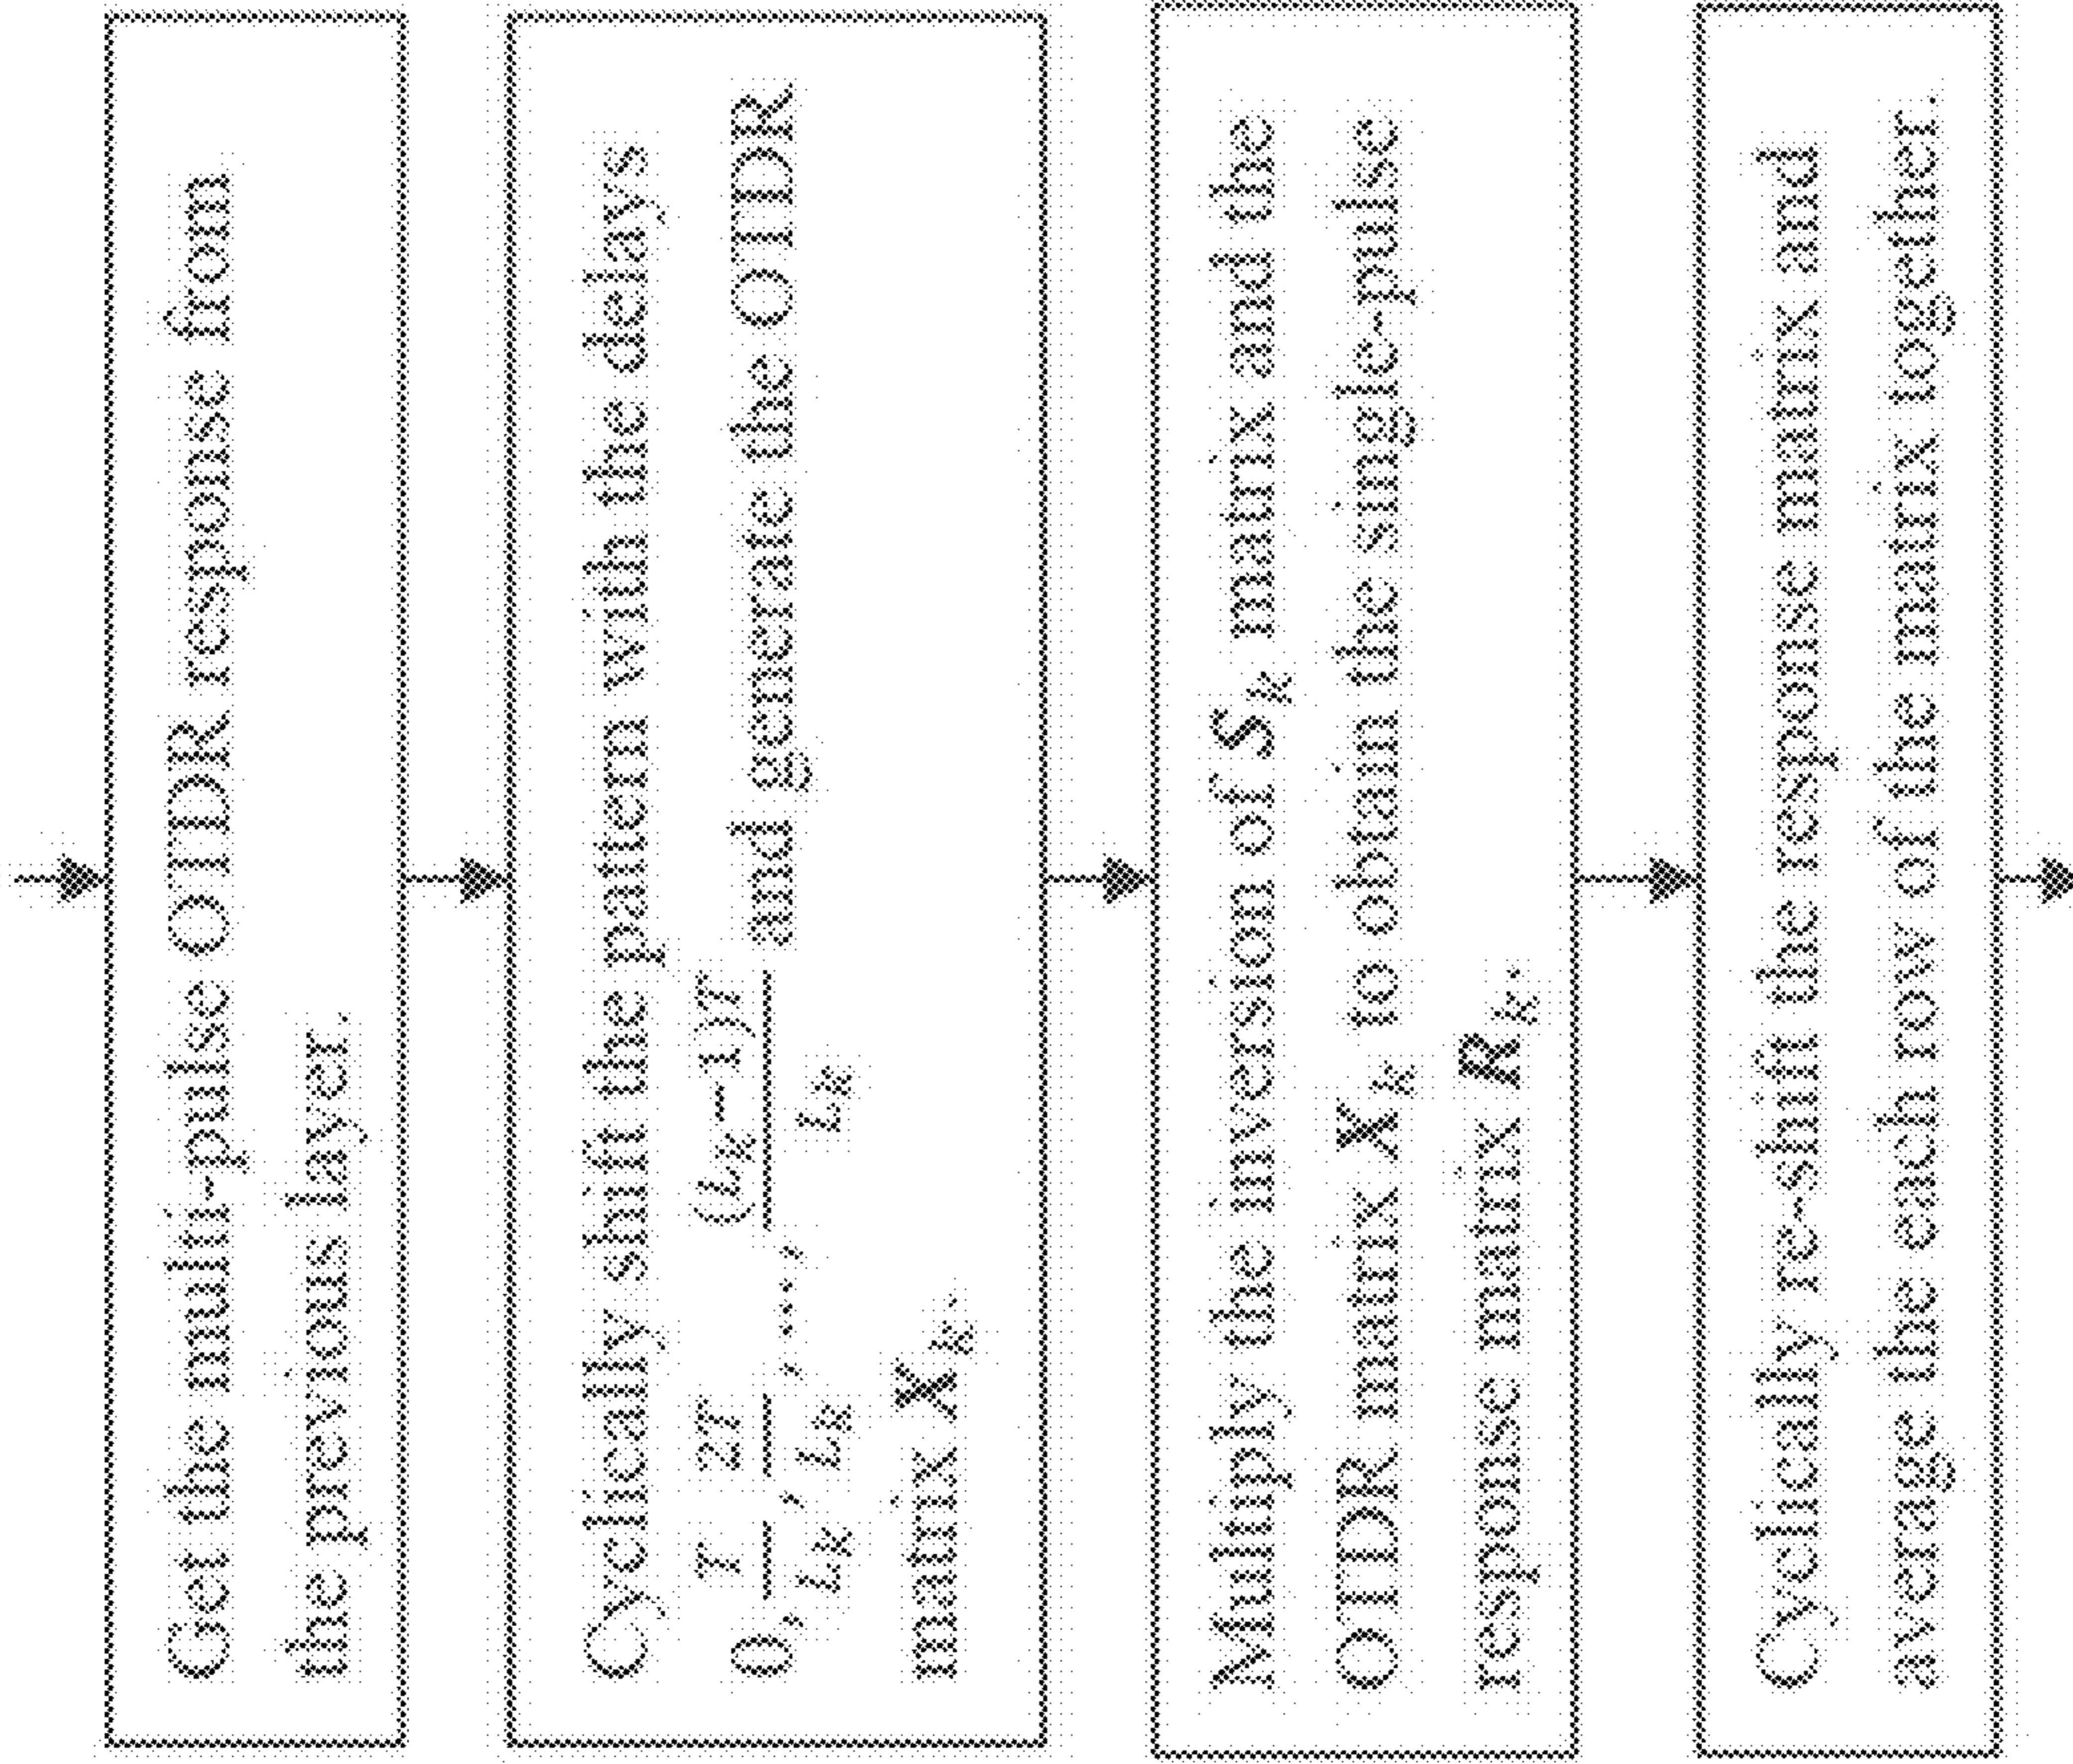 Get the multi-pulse OTDR response from
the previous layer.
Cyclically shift the pattern with the delays
0, T/L_k, 2T/L_k, ..., (L_k−1)T/L_k and generate the OTDR
matrix X_k.
Multiply the inversion of S_k matrix and the
OTDR matrix X_k to obtain the single-pulse
response matrix R_k.
Cyclically re-shift the response matrix and
average the each row of the matrix together.